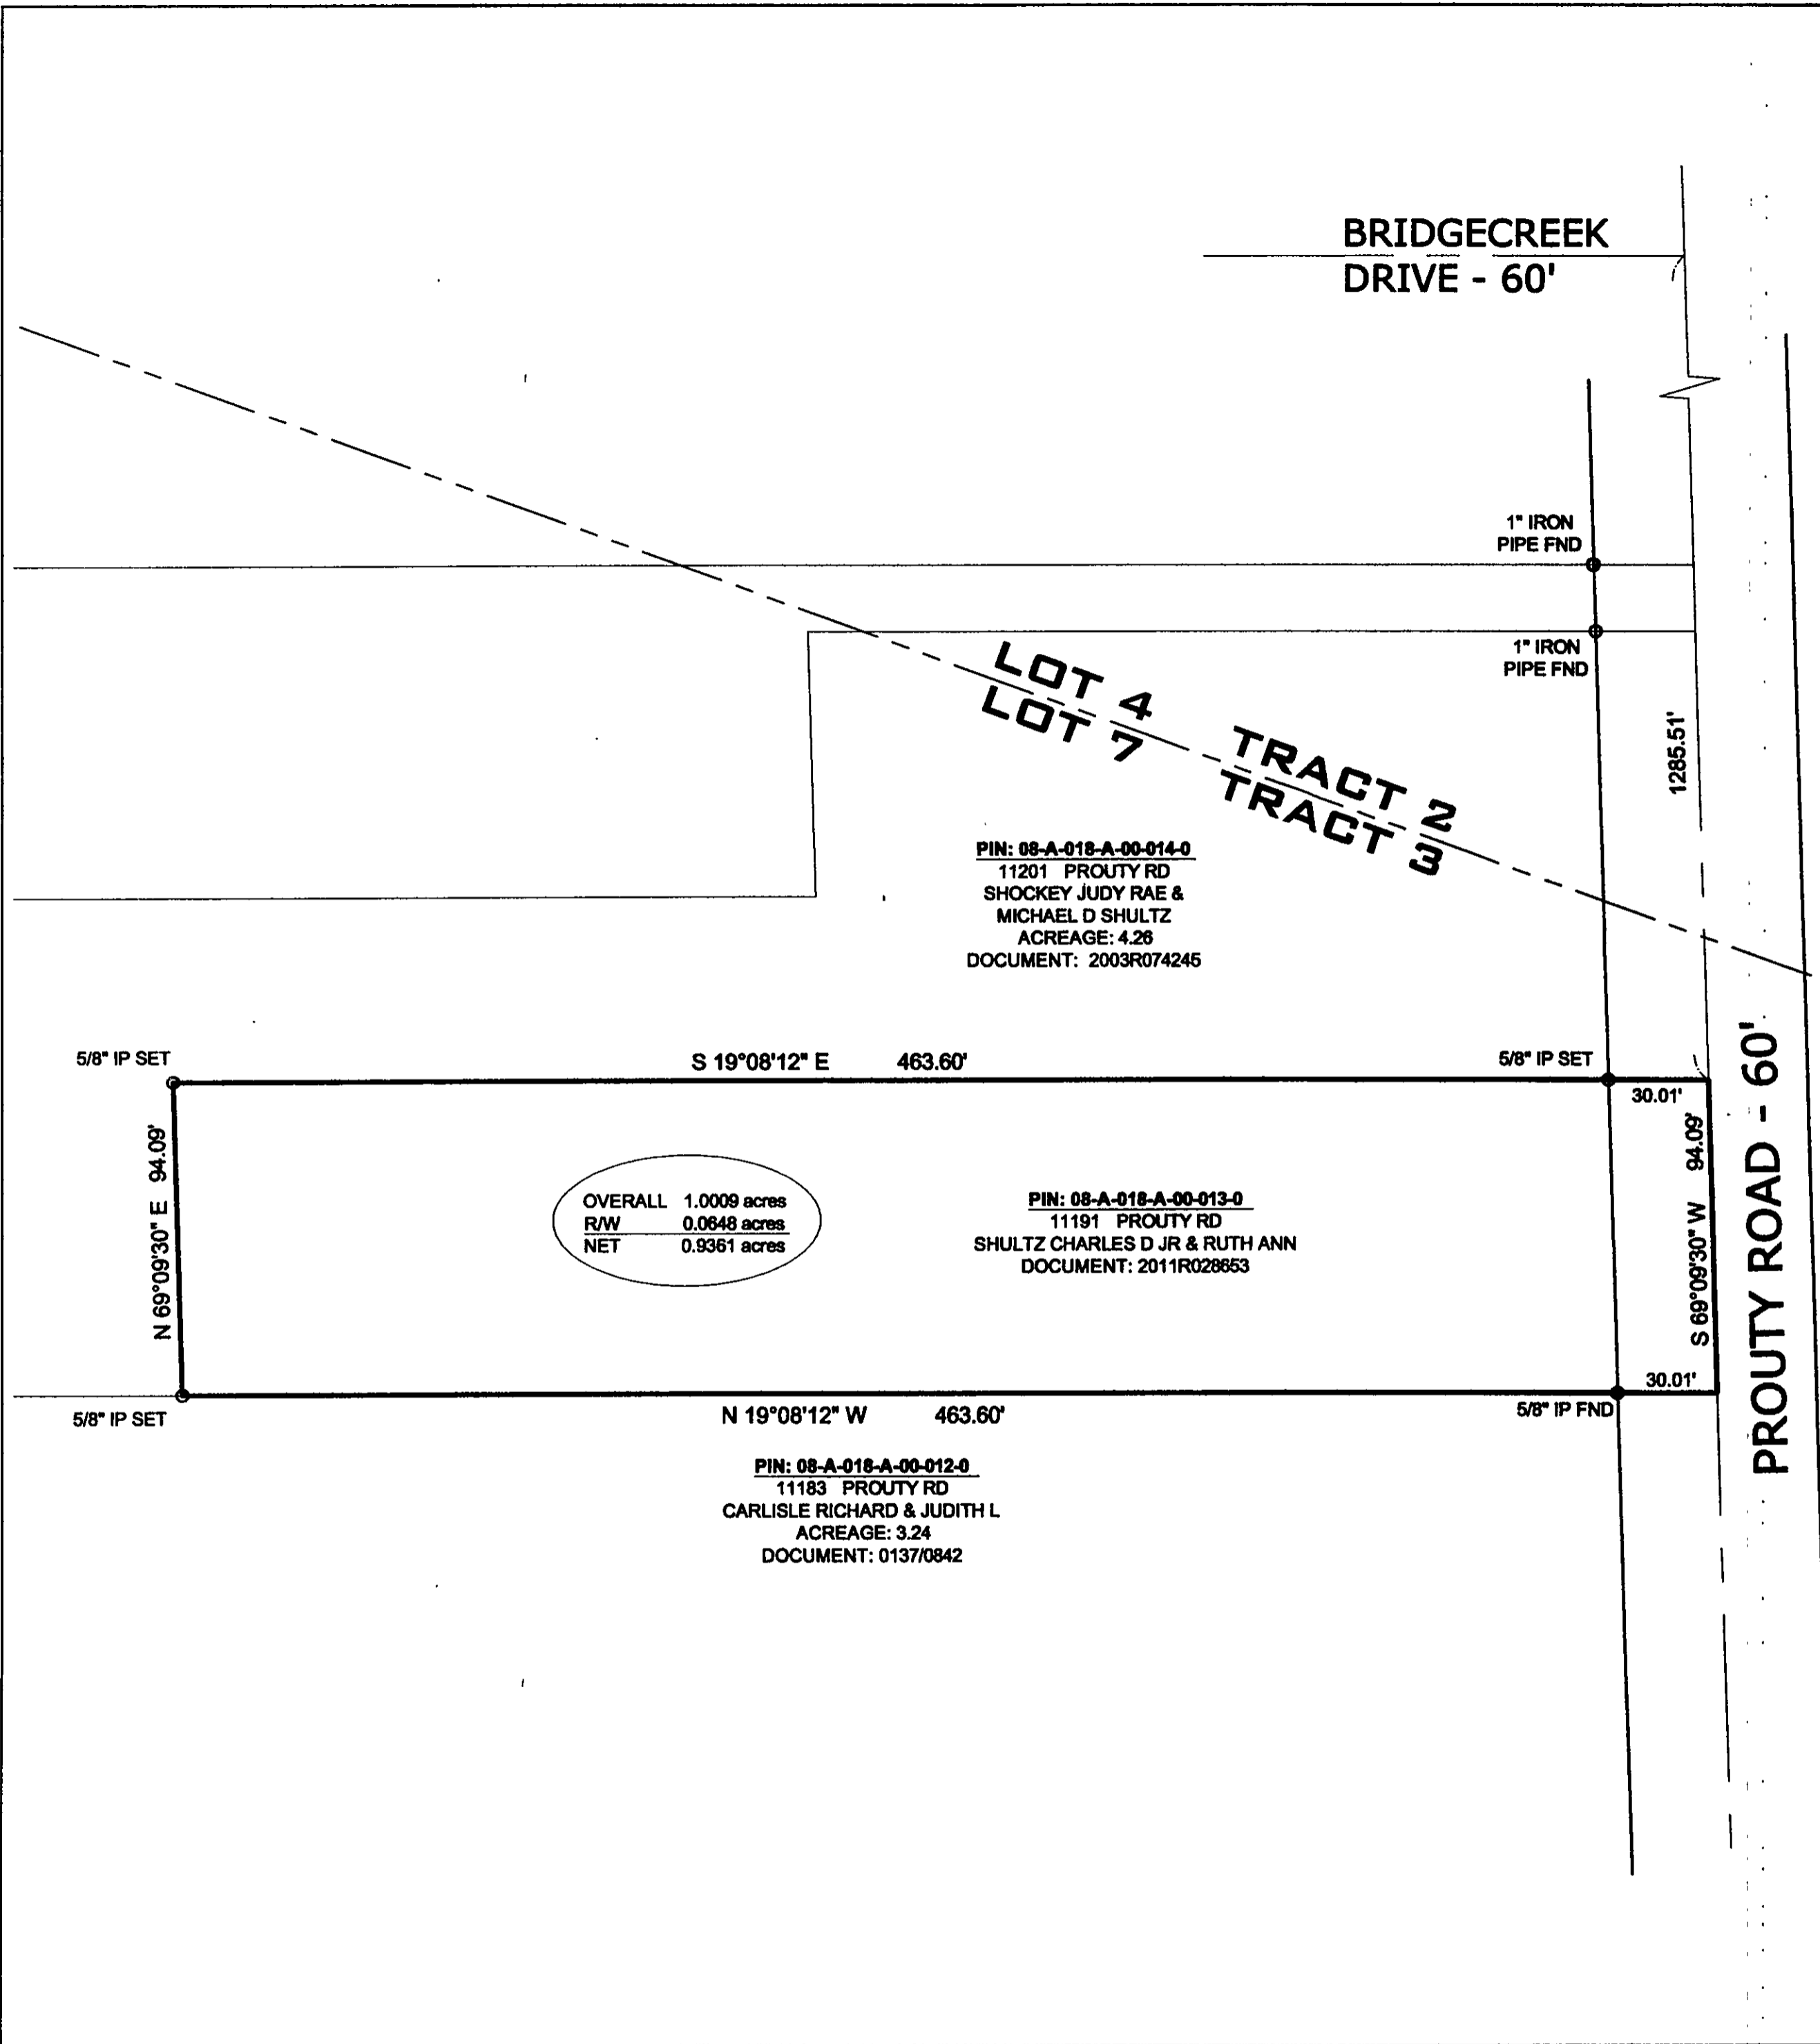 BRIDGECREEK
DRIVE - 60'
1" IRON
PIPE FND
1" IRON
PIPE FND
1285.51'
LOT 4
LOT 7
TRACT 2
TRACT 3
PIN: 08-A-018-A-00-014-0
11201 PROUTY RD
SHOCKEY JUDY RAE &
MICHAEL D SHULTZ
ACREAGE: 4.26
DOCUMENT: 2003R074245
5/8" IP SET
S 19°08'12" E 463.60'
5/8" IP SET
30.01'
N 69°09'30" E 94.09'
OVERALL 1.0009 acres
R/W 0.0648 acres
NET 0.9361 acres
PIN: 08-A-018-A-00-013-0
11191 PROUTY RD
SHULTZ CHARLES D JR & RUTH ANN
DOCUMENT: 2011R028653
S 69°09'30" W 94.09'
PROUTY ROAD - 60'
30.01'
5/8" IP SET
N 19°08'12" W 463.60'
5/8" IP FND
PIN: 08-A-018-A-00-012-0
11183 PROUTY RD
CARLISLE RICHARD & JUDITH L
ACREAGE: 3.24
DOCUMENT: 0137/0842